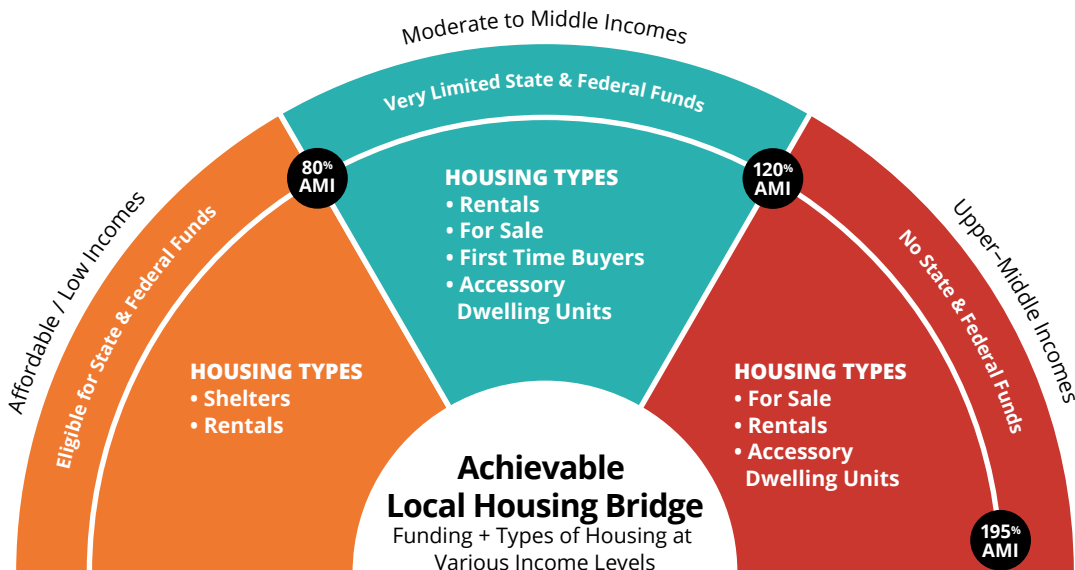 Moderate to Middle Incomes
Very Limited State & Federal Funds
80% AMI
120% AMI
HOUSING TYPES
• Rentals
• For Sale
• First Time Buyers
• Accessory
Dwelling Units
Affordable / Low Incomes
Eligible for State & Federal Funds
HOUSING TYPES
• Shelters
• Rentals
Upper–Middle Incomes
No State & Federal Funds
HOUSING TYPES
• For Sale
• Rentals
• Accessory
Dwelling Units
195% AMI
Achievable
Local Housing Bridge
Funding + Types of Housing at
Various Income Levels